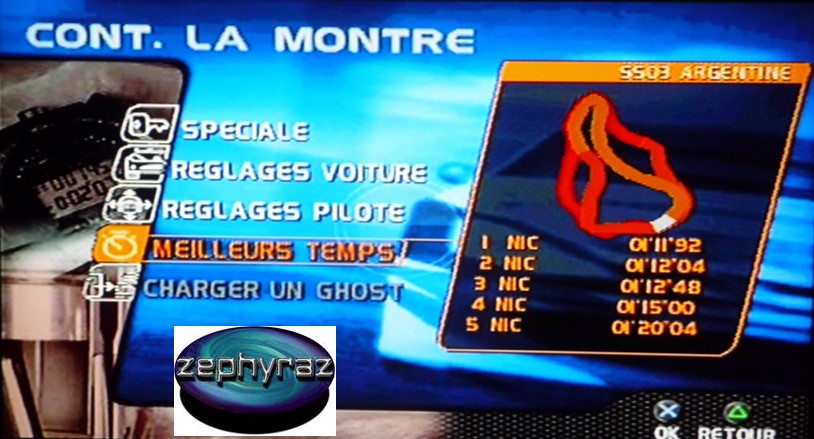 CONT. LA MONTRE
SS03 ARGENTINE
SPECIALE
REGLAGES VOITURE
REGLAGES PILOTE
MEILLEURS TEMPS
CHARGER UN GHOST
1 NIC 01'11'92
2 NIC 01'12'04
3 NIC 01'12'48
4 NIC 01'15'00
5 NIC 01'20'04
zephyraz
OK RETOUR